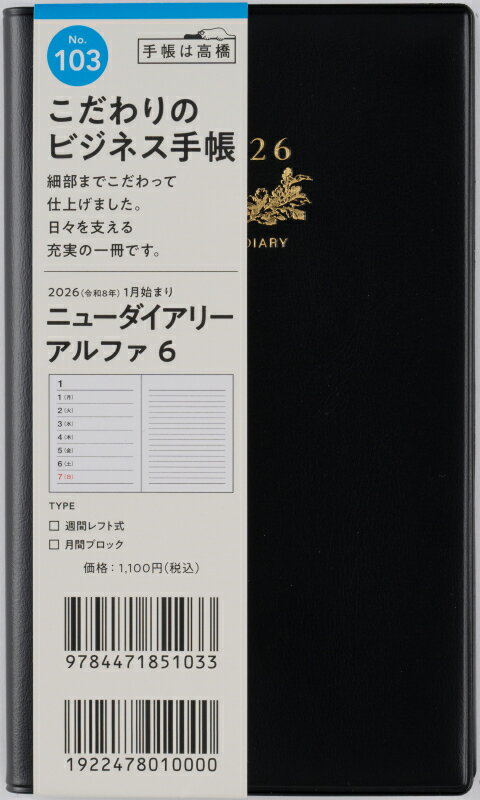 No.
103
手帳は高橋
こだわりの
ビジネス手帳
細部までこだわって
仕上げました。
日々を支える
充実の一冊です。
26
DIARY
2026（令和8年）1月始まり
ニューダイアリー
アルファ 6
1
1（月）
2（火）
3（水）
4（木）
5（金）
6（土）
7（日）
TYPE
□ 週間レフト式
□ 月間ブロック
価格：1,100円（税込）
9784471851033
1922478010000